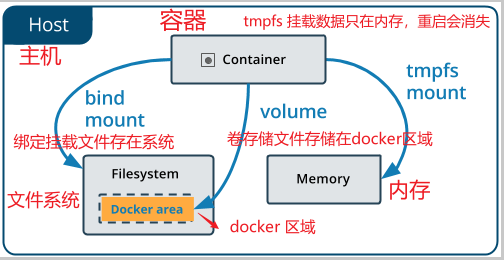 Host
主机
容器
tmpfs 挂载数据只在内存，重启会消失
Container
bind
mount
volume
tmpfs
mount
绑定挂载文件存在系统
卷存储文件存储在docker区域
Filesystem
Memory
文件系统
Docker area
内存
docker 区域